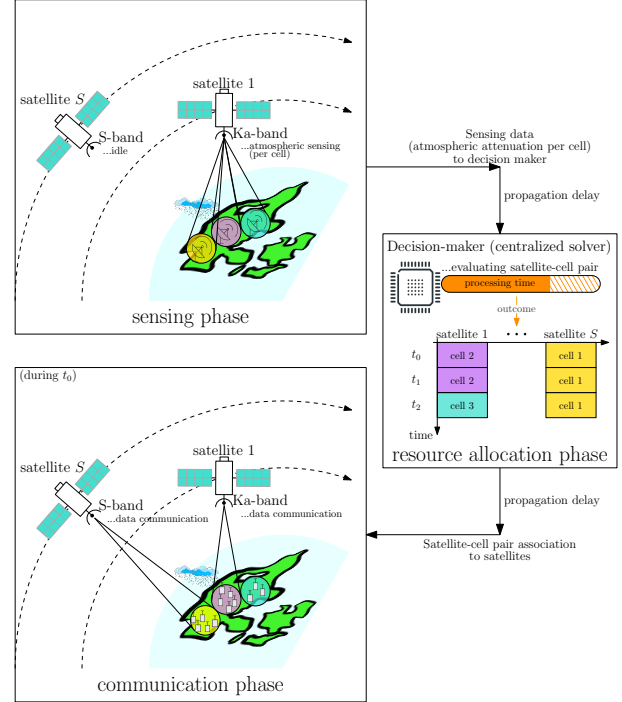 satellite S
satellite 1
S-band
...idle
Ka-band
...atmospheric sensing
(per cell)
sensing phase
Sensing data
(atmospheric attenuation per cell)
to decision maker
propagation delay
Decision-maker (centralized solver)
...evaluating satellite-cell pair
processing time
outcome
satellite 1
• • •
satellite S
t₀
cell 2
cell 1
t₁
cell 2
cell 1
t₂
cell 3
cell 1
time
resource allocation phase
propagation delay
Satellite-cell pair association
to satellites
(during t₀)
satellite S
satellite 1
S-band
...data communication
Ka-band
...data communication
communication phase